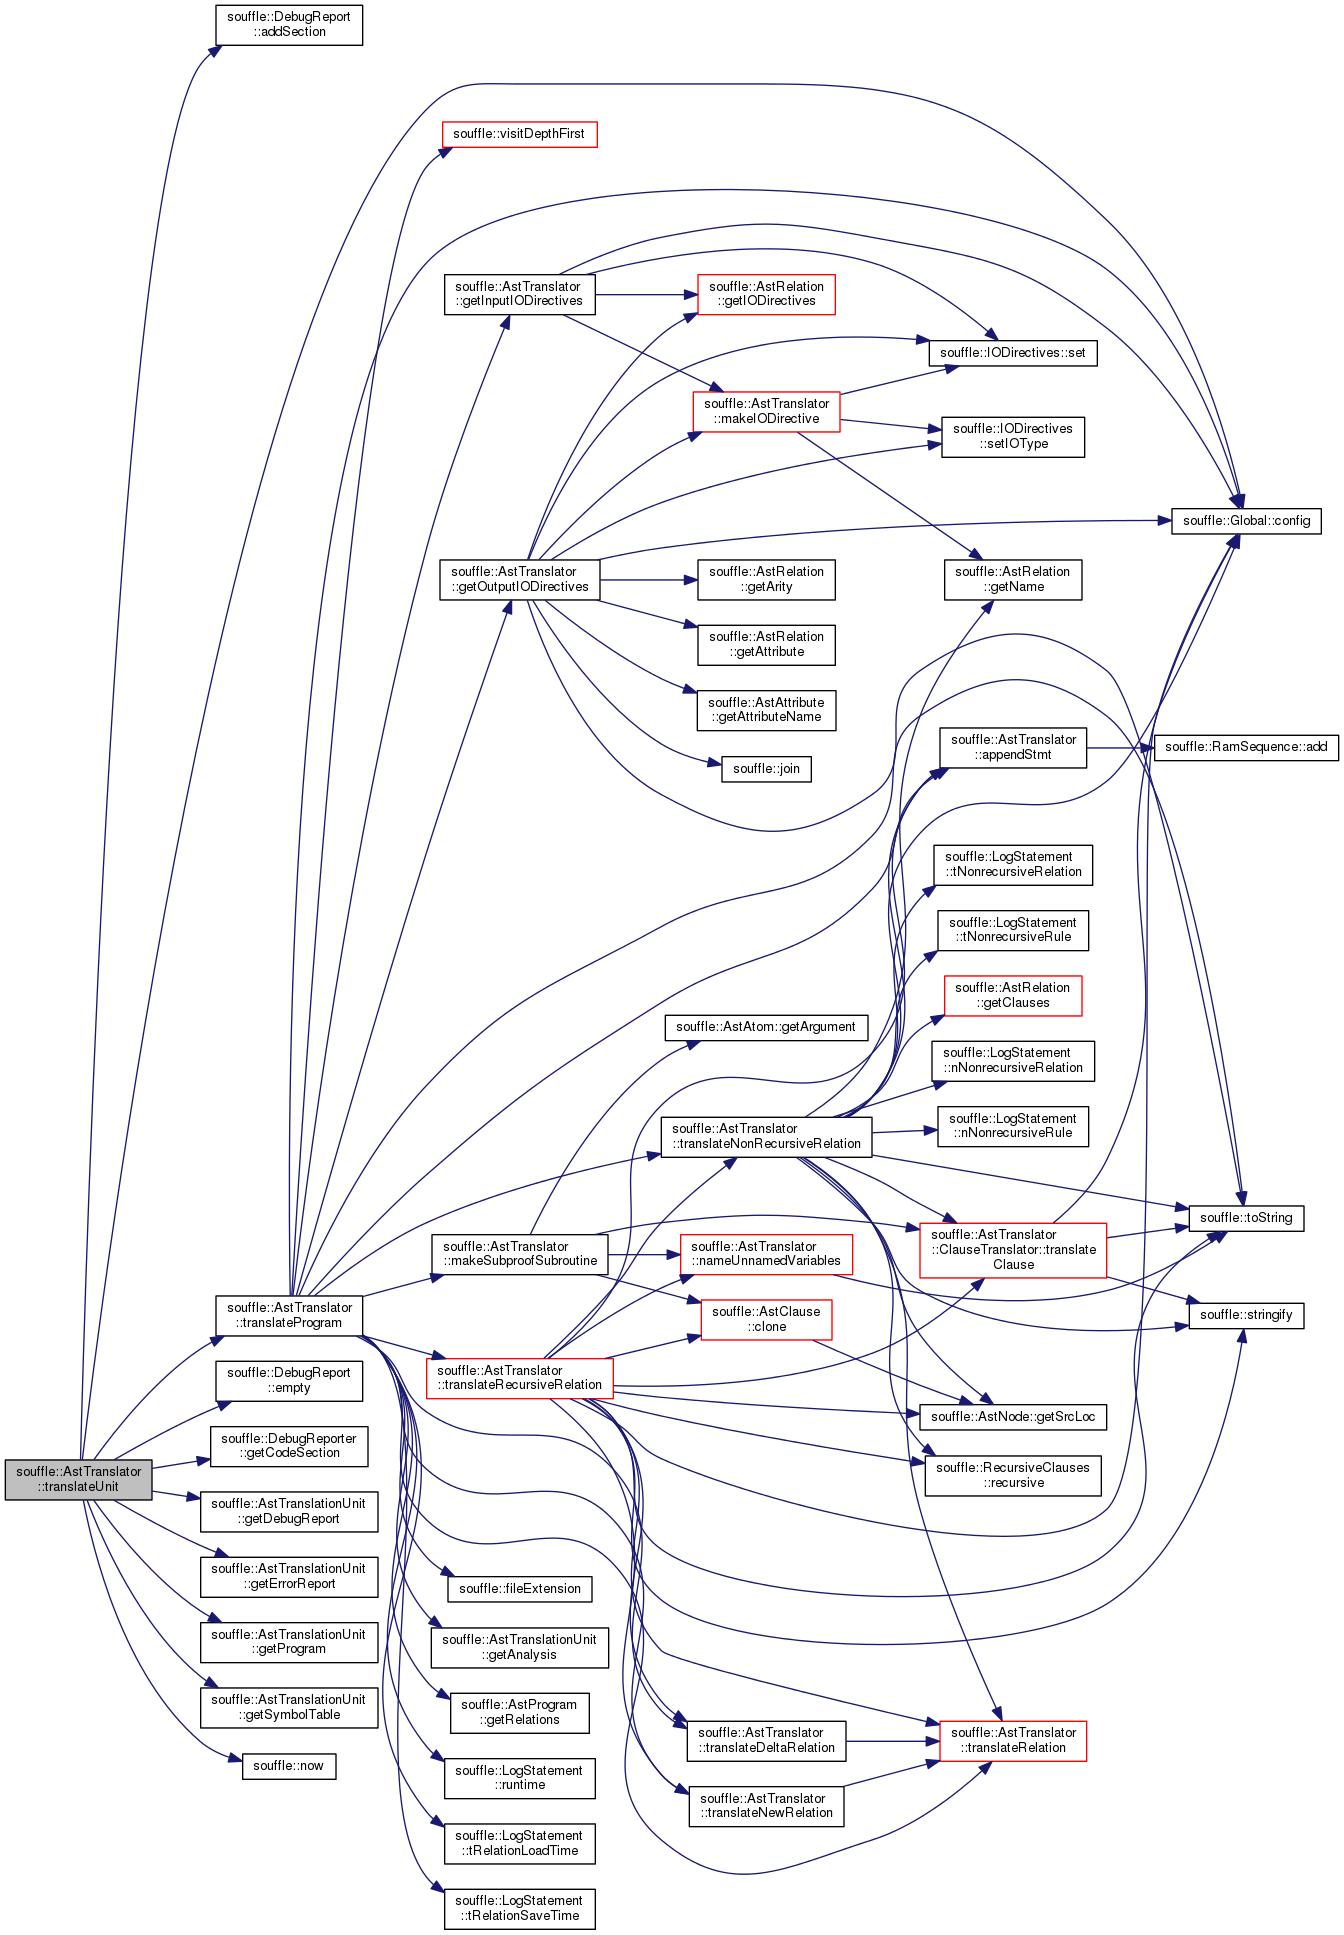 souffle::DebugReport
::addSection
souffle::visitDepthFirst
souffle::AstTranslator
::getInputIODirectives
souffle::AstRelation
::getIODirectives
souffle::IODirectives::set
souffle::AstTranslator
::makeIODirective
souffle::IODirectives
::setIOType
souffle::Global::config
souffle::AstTranslator
::getOutputIODirectives
souffle::AstRelation
::getArity
souffle::AstRelation
::getName
souffle::AstRelation
::getAttribute
souffle::AstAttribute
::getAttributeName
souffle::join
souffle::AstTranslator
::appendStmt
souffle::RamSequence::add
souffle::LogStatement
::tNonrecursiveRelation
souffle::LogStatement
::tNonrecursiveRule
souffle::AstRelation
::getClauses
souffle::AstAtom::getArgument
souffle::LogStatement
::nNonrecursiveRelation
souffle::AstTranslator
::translateNonRecursiveRelation
souffle::LogStatement
::nNonrecursiveRule
souffle::toString
souffle::AstTranslator
::makeSubproofSubroutine
souffle::AstTranslator
::nameUnnamedVariables
souffle::AstTranslator
::ClauseTranslator::translate
Clause
souffle::AstTranslator
::translateProgram
souffle::AstClause
::clone
souffle::stringify
souffle::DebugReport
::empty
souffle::AstTranslator
::translateRecursiveRelation
souffle::AstNode::getSrcLoc
souffle::DebugReporter
::getCodeSection
souffle::AstTranslator
::translateUnit
souffle::RecursiveClauses
::recursive
souffle::AstTranslationUnit
::getDebugReport
souffle::AstTranslationUnit
::getErrorReport
souffle::fileExtension
souffle::AstTranslationUnit
::getProgram
souffle::AstTranslationUnit
::getAnalysis
souffle::AstTranslationUnit
::getSymbolTable
souffle::AstProgram
::getRelations
souffle::AstTranslator
::translateDeltaRelation
souffle::AstTranslator
::translateRelation
souffle::now
souffle::LogStatement
::runtime
souffle::AstTranslator
::translateNewRelation
souffle::LogStatement
::tRelationLoadTime
souffle::LogStatement
::tRelationSaveTime